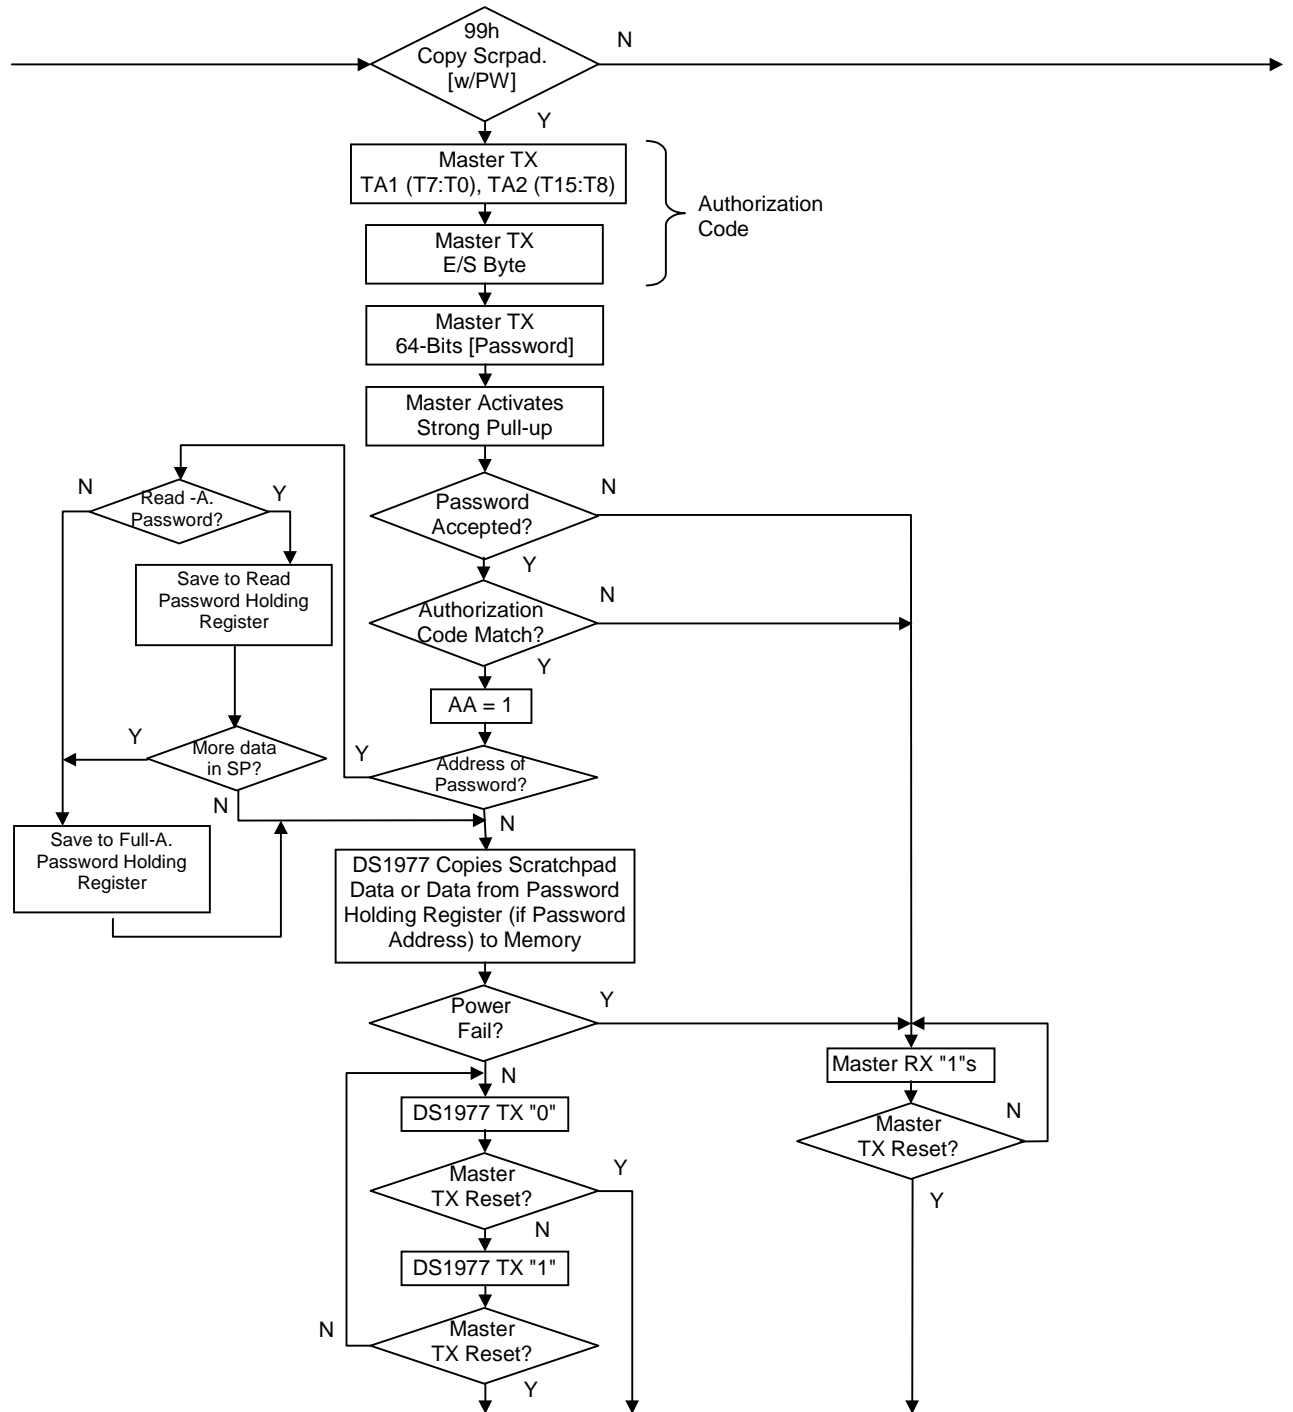 99h
Copy Scrpad.
[w/PW]
N
Y
Master TX
TA1 (T7:T0), TA2 (T15:T8)
Authorization
Code
Master TX
E/S Byte
Master TX
64-Bits [Password]
Master Activates
Strong Pull-up
N
Read -A.
Password?
Y
Password
Accepted?
N
Y
Save to Read
Password Holding
Register
Authorization
Code Match?
N
Y
AA = 1
Y
More data
in SP?
N
Y
Address of
Password?
N
Save to Full-A.
Password Holding
Register
DS1977 Copies Scratchpad
Data or Data from Password
Holding Register (if Password
Address) to Memory
Power
Fail?
Y
N
Master RX "1"s
DS1977 TX "0"
Master
TX Reset?
N
Y
Master
TX Reset?
Y
N
DS1977 TX "1"
Master
TX Reset?
N
Y